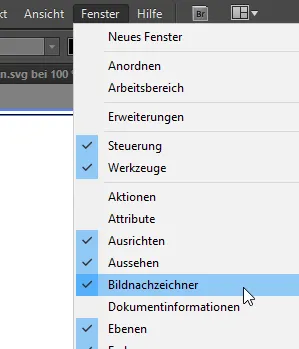 kt Ansicht Fenster Hilfe Br
n.svg bei 100 %
Neues Fenster
Anordnen
Arbeitsbereich
Erweiterungen
Steuerung
Werkzeuge
Aktionen
Attribute
Ausrichten
Aussehen
Bildnachzeichner
Dokumentinformationen
Ebenen